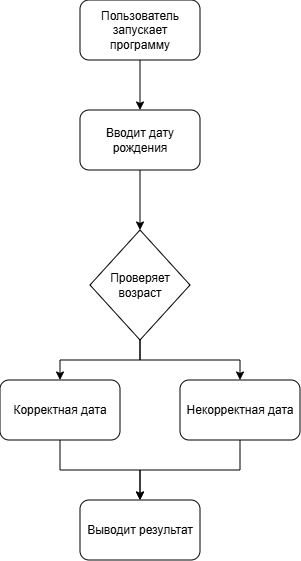 Пользователь
запускает
программу
Вводит дату
рождения
Проверяет
возраст
Корректная дата
Некорректная дата
Выводит результат